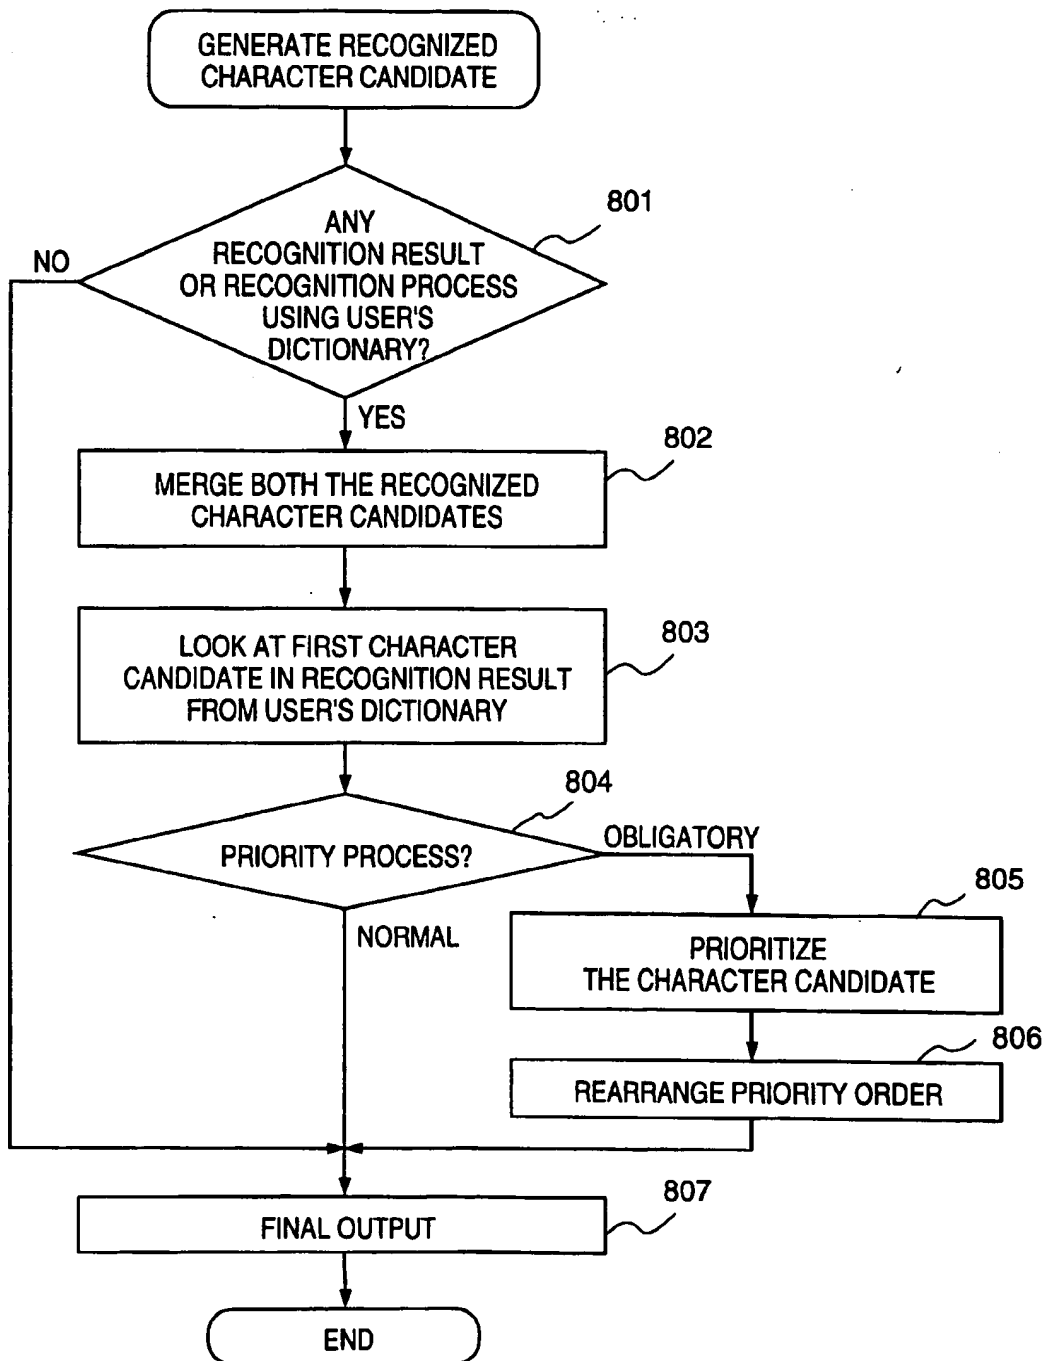 GENERATE RECOGNIZED
CHARACTER CANDIDATE
801
ANY
RECOGNITION RESULT
OR RECOGNITION PROCESS
USING USER'S
DICTIONARY?
NO
YES
802
MERGE BOTH THE RECOGNIZED
CHARACTER CANDIDATES
803
LOOK AT FIRST CHARACTER
CANDIDATE IN RECOGNITION RESULT
FROM USER'S DICTIONARY
804
PRIORITY PROCESS?
OBLIGATORY
NORMAL
805
PRIORITIZE
THE CHARACTER CANDIDATE
806
REARRANGE PRIORITY ORDER
807
FINAL OUTPUT
END